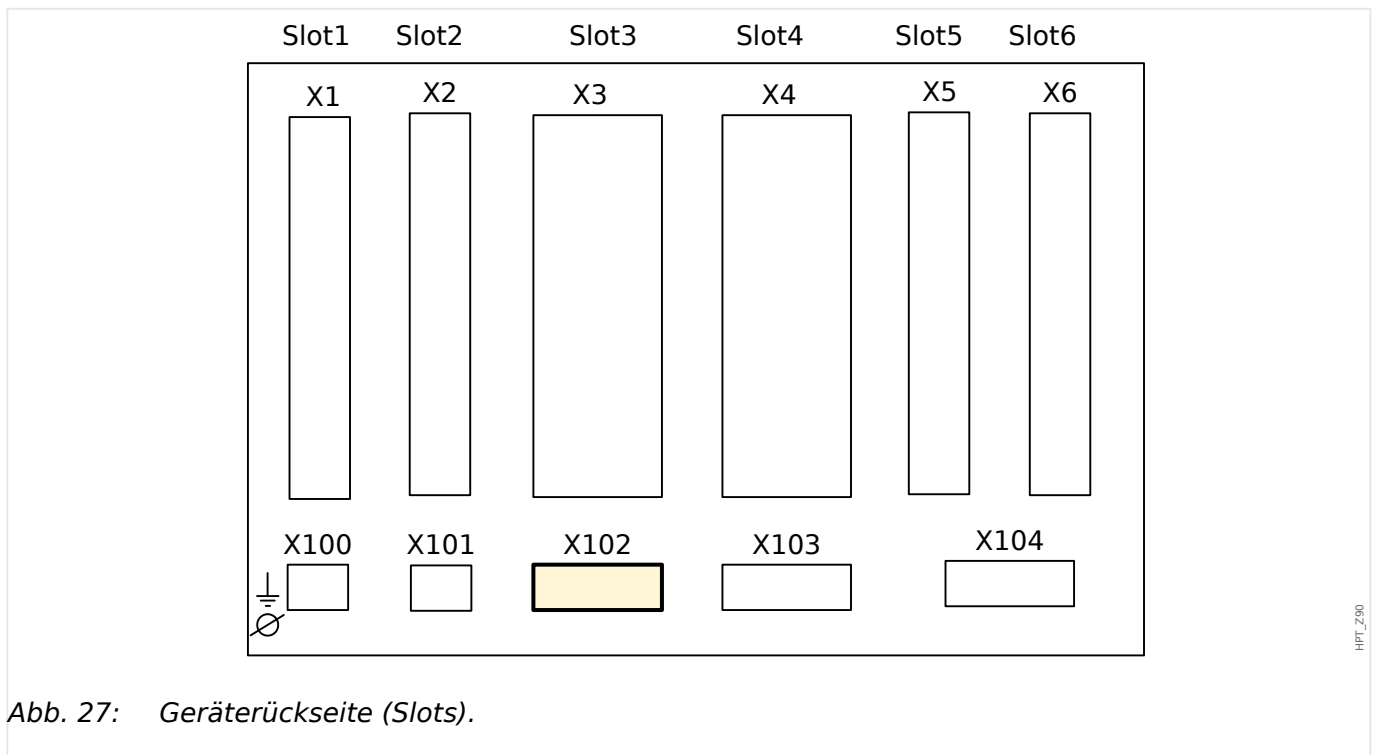 Slot1 Slot2 Slot3 Slot4 Slot5 Slot6
X1 X2 X3 X4 X5 X6
X100 X101 X102 X103 X104
HPT_Z90
Abb. 27: Geräterückseite (Slots).